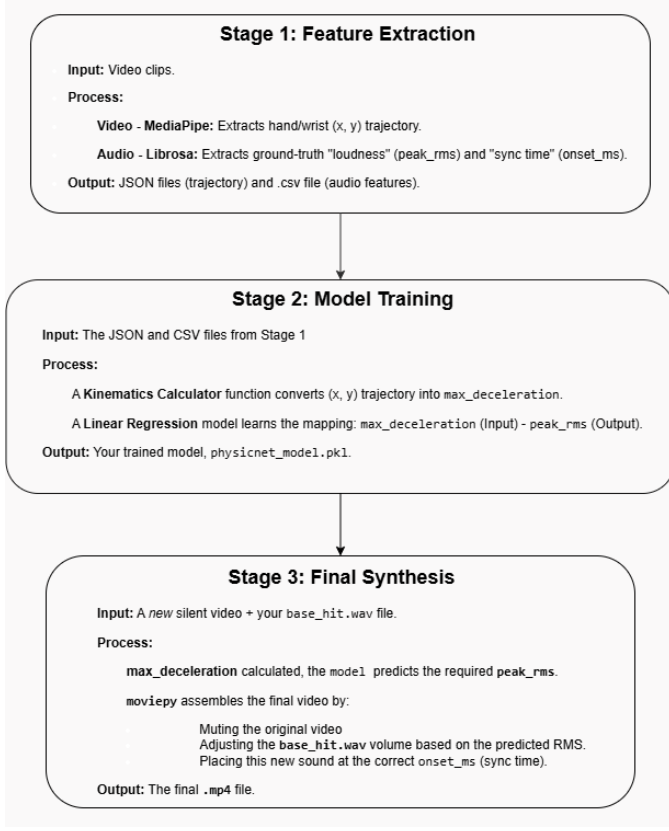 Stage 1: Feature Extraction
Input: Video clips.
Process:
Video - MediaPipe: Extracts hand/wrist (x, y) trajectory.
Audio - Librosa: Extracts ground-truth "loudness" (peak_rms) and "sync time" (onset_ms).
Output: JSON files (trajectory) and .csv file (audio features).
Stage 2: Model Training
Input: The JSON and CSV files from Stage 1
Process:
A Kinematics Calculator function converts (x, y) trajectory into max_deceleration.
A Linear Regression model learns the mapping: max_deceleration (Input) - peak_rms (Output).
Output: Your trained model, physicnet_model.pkl.
Stage 3: Final Synthesis
Input: A new silent video + your base_hit.wav file.
Process:
max_deceleration calculated, the model predicts the required peak_rms.
moviepy assembles the final video by:
Muting the original video
Adjusting the base_hit.wav volume based on the predicted RMS.
Placing this new sound at the correct onset_ms (sync time).
Output: The final .mp4 file.